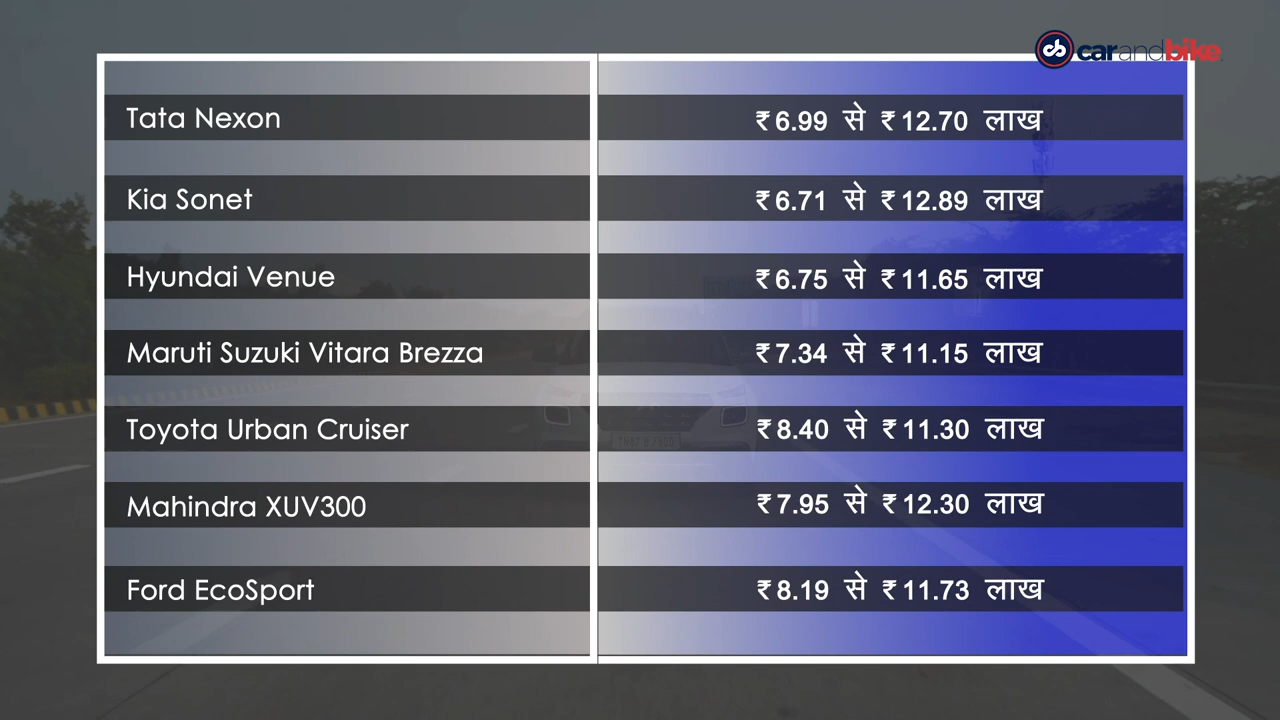 carandbike
Tata Nexon ₹6.99 से ₹12.70 लाख
Kia Sonet ₹6.71 से ₹12.89 लाख
Hyundai Venue ₹6.75 से ₹11.65 लाख
Maruti Suzuki Vitara Brezza ₹7.34 से ₹11.15 लाख
Toyota Urban Cruiser ₹8.40 से ₹11.30 लाख
Mahindra XUV300 ₹7.95 से ₹12.30 लाख
Ford EcoSport ₹8.19 से ₹11.73 लाख